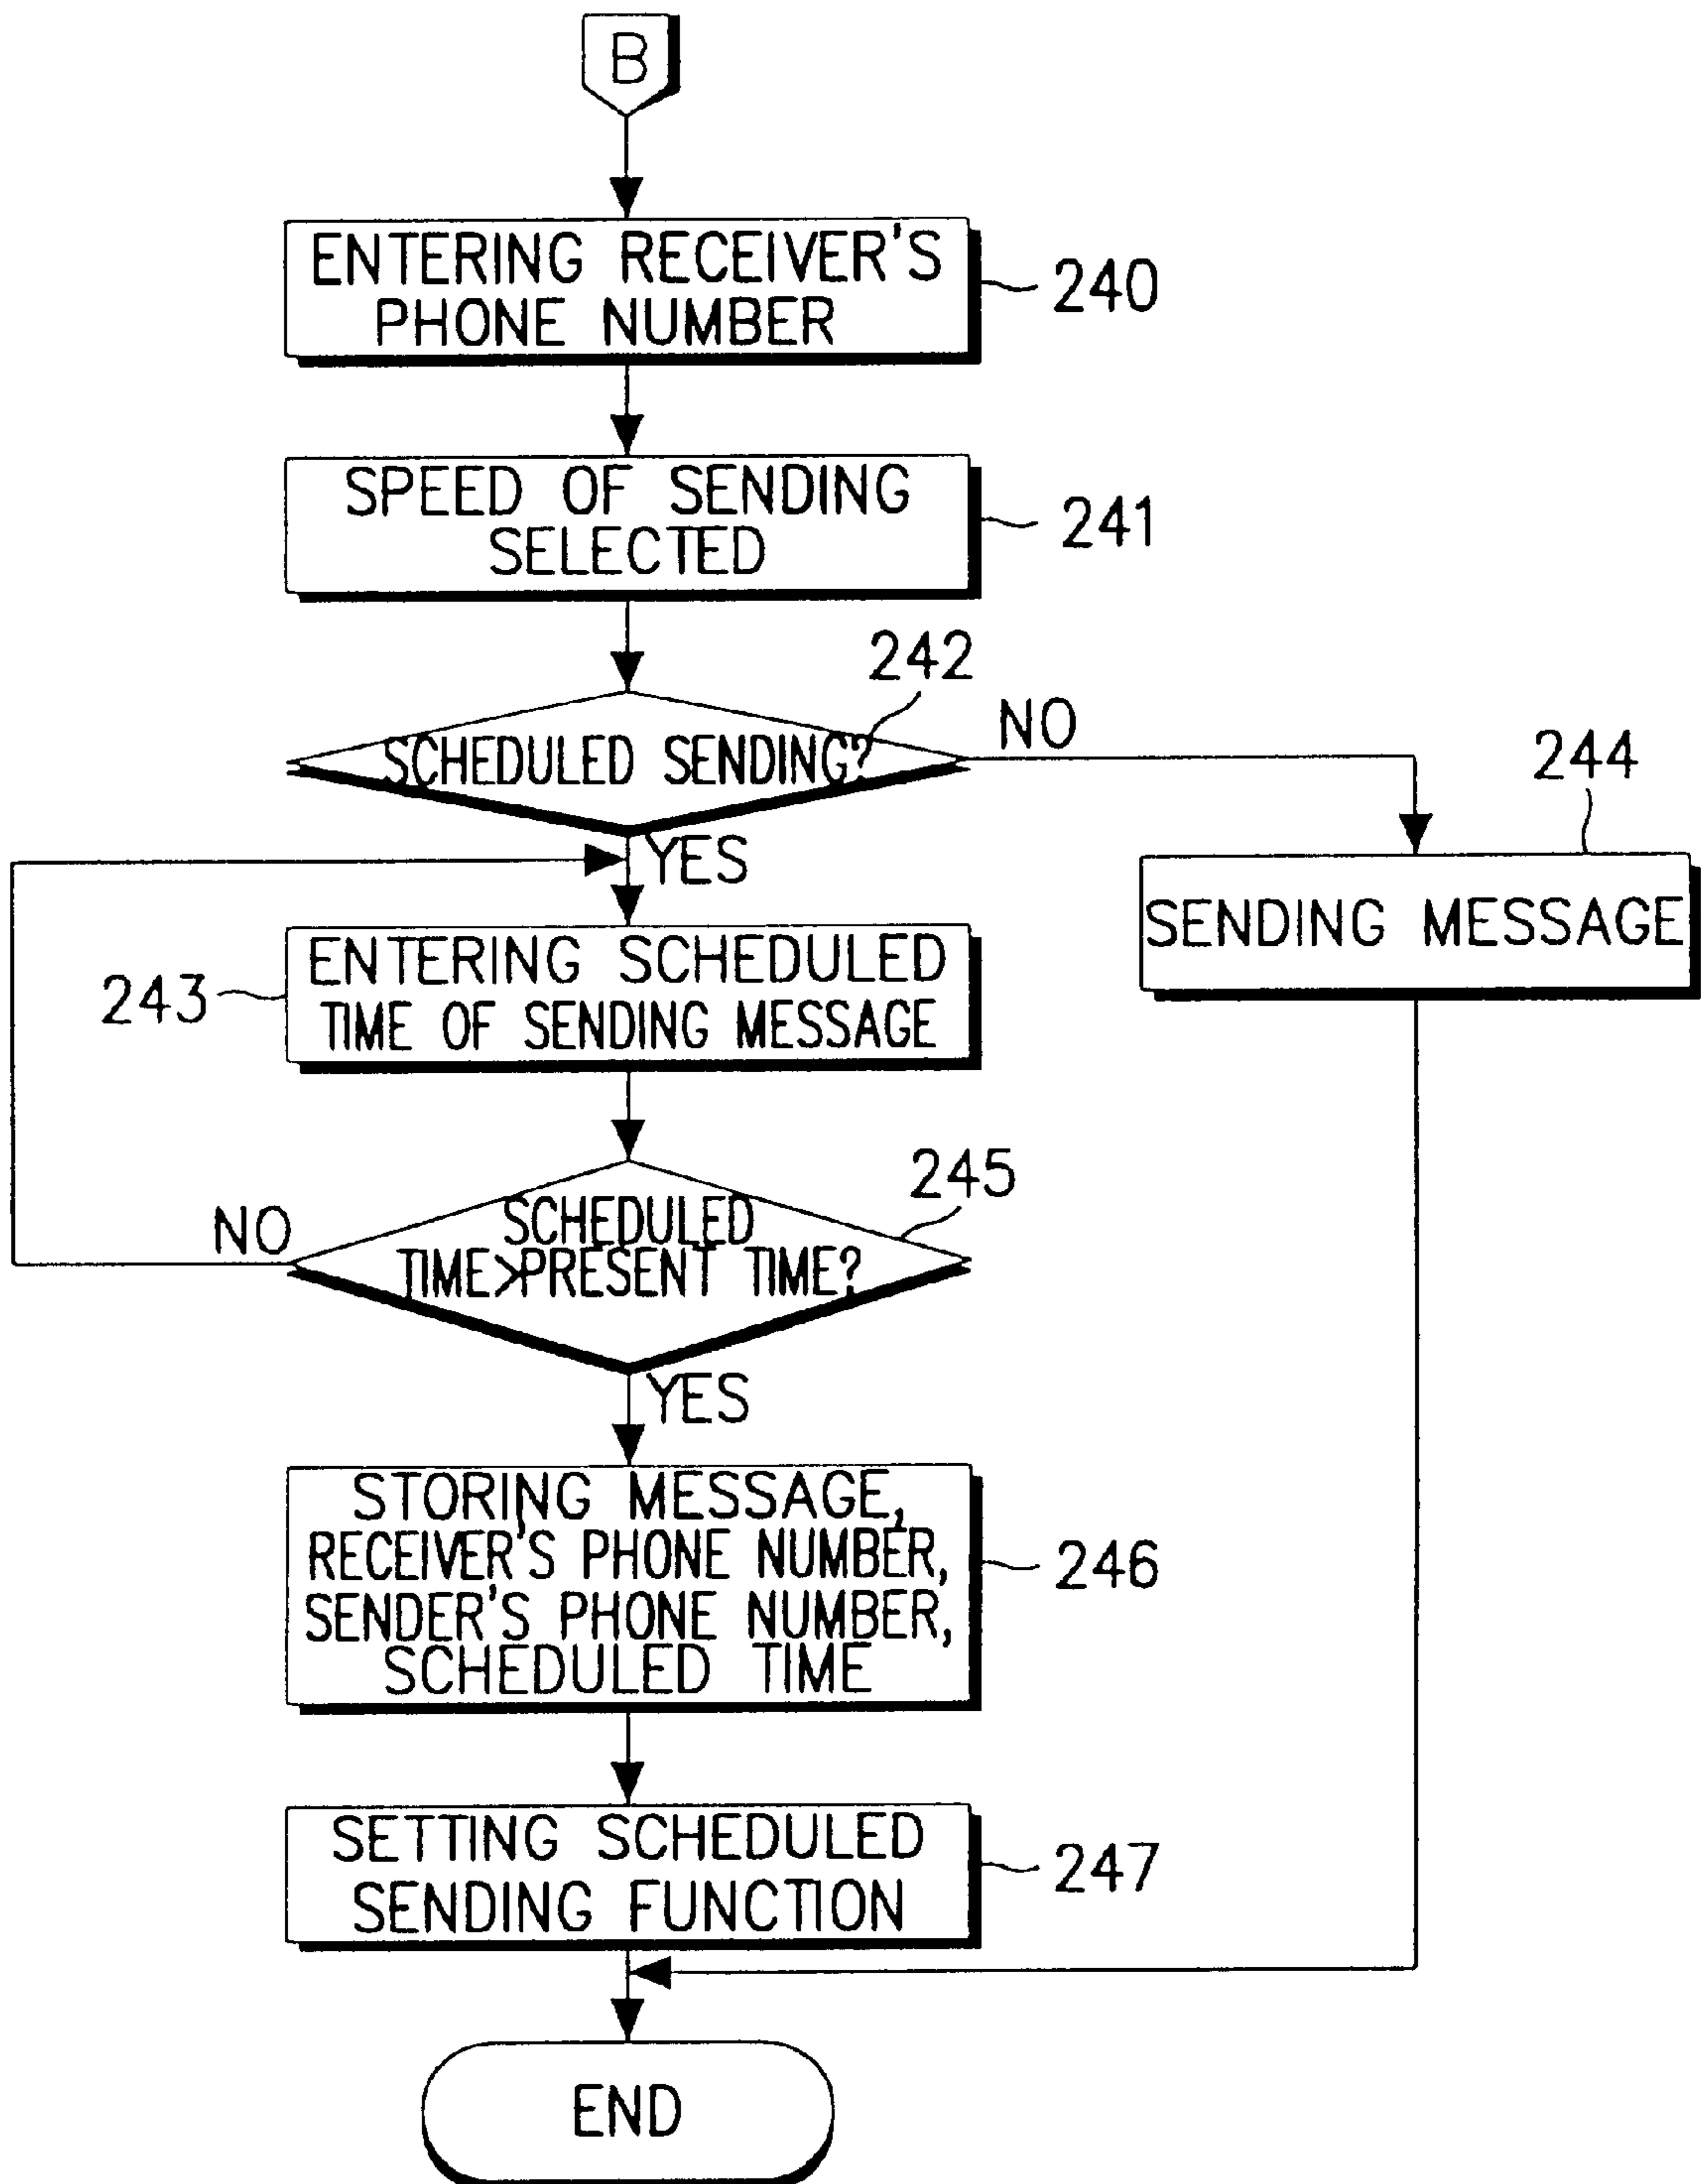 B
ENTERING RECEIVER'S
PHONE NUMBER
240
SPEED OF SENDING
SELECTED
241
242
SCHEDULED SENDING?
NO
YES
244
SENDING MESSAGE
243
ENTERING SCHEDULED
TIME OF SENDING MESSAGE
245
NO
SCHEDULED
TIME>PRESENT TIME?
YES
STORING MESSAGE,
RECEIVER'S PHONE NUMBER,
SENDER'S PHONE NUMBER,
SCHEDULED TIME
246
SETTING SCHEDULED
SENDING FUNCTION
247
END